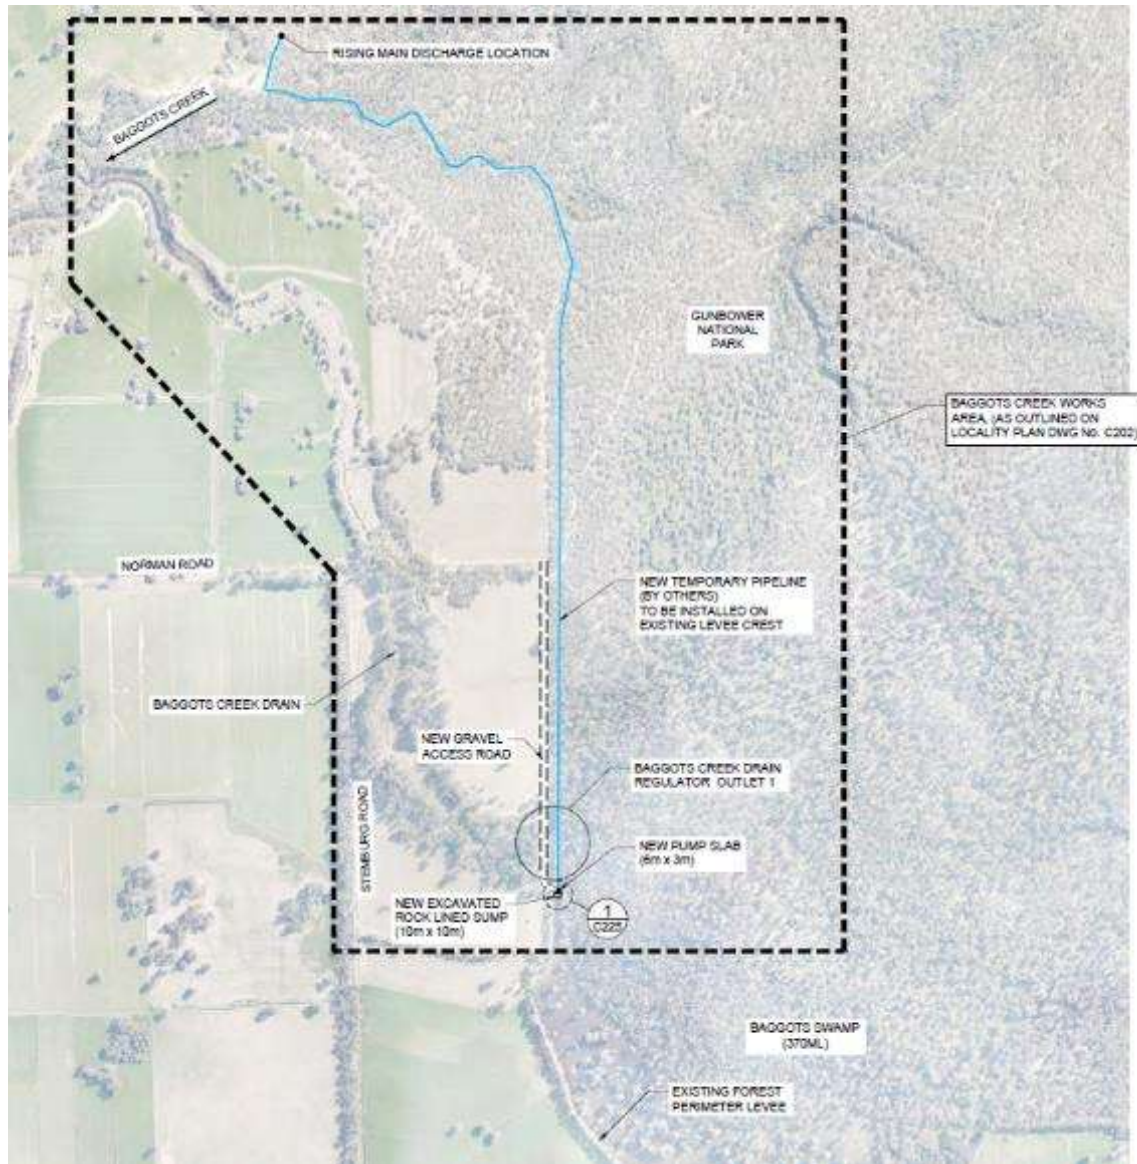 RISING MAIN DISCHARGE LOCATION
BAGGOTS CREEK
GUNBOWER
NATIONAL
PARK
BAGGOTS CREEK WORKS
AREA, (AS OUTLINED ON
LOCALITY PLAN DWG No. C202)
NORMAN ROAD
NEW TEMPORARY PIPELINE
(BY OTHERS)
TO BE INSTALLED ON
EXISTING LEVEE CREST
BAGGOTS CREEK DRAIN
NEW GRAVEL
ACCESS ROAD
BAGGOTS CREEK DRAIN
REGULATOR OUTLET 1
STEMBURG ROAD
NEW PUMP SLAB
(6m x 3m)
NEW EXCAVATED
ROCK LINED SUMP
(10m x 10m)
1
C225
BAGGOTS SWAMP
(370ML)
EXISTING FOREST
PERIMETER LEVEE